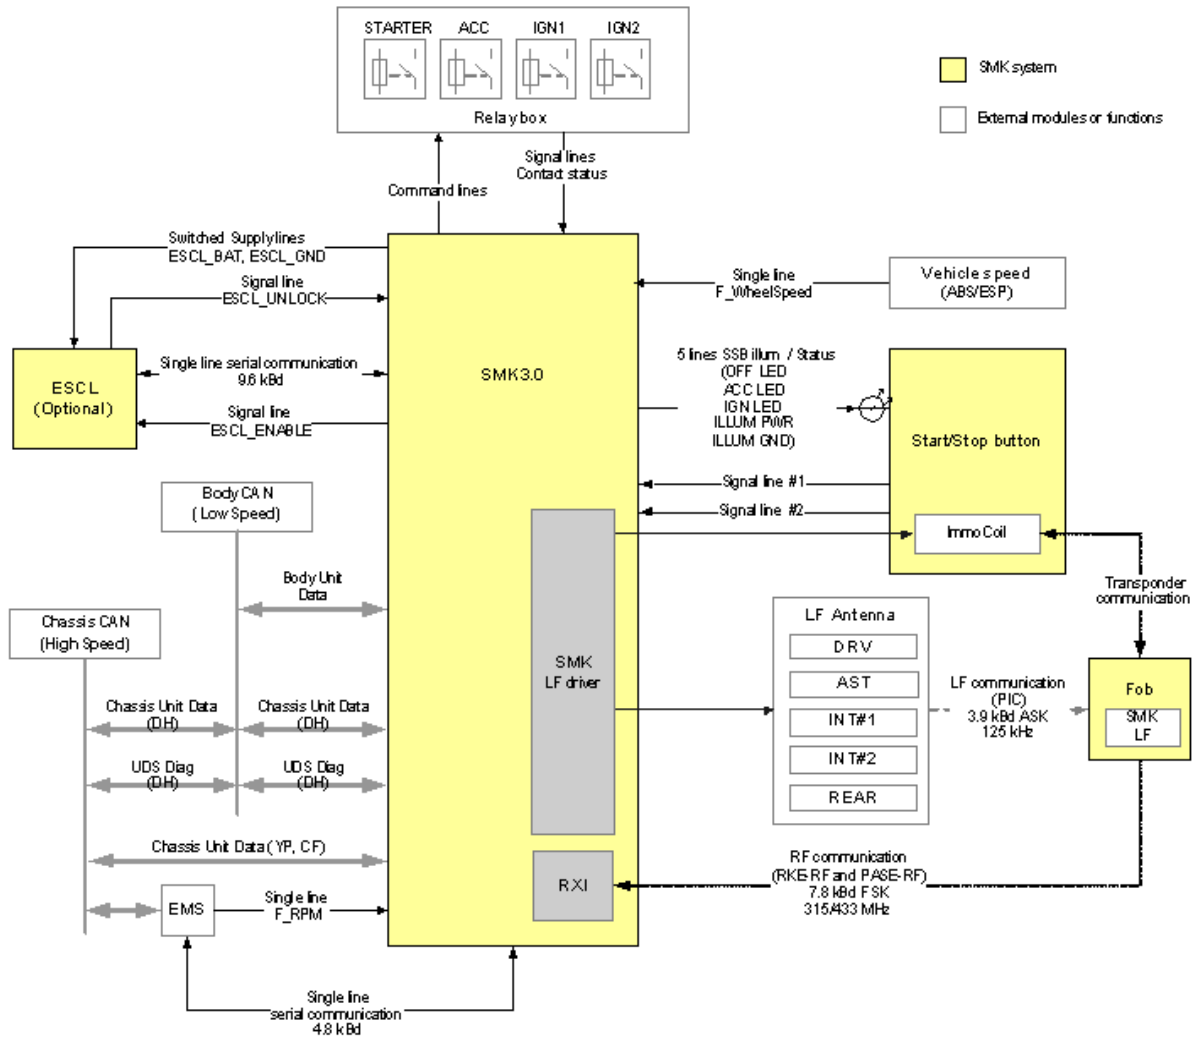 STARTER ACC IGN1 IGN2
Relay box
SMK system
External modules or functions
Signal lines
Contact status
Command lines
Switched Supply lines
ESCL_BAT, ESCL_GND
Signal line
ESCL_UNLOCK
Single line serial communication
9.6 kBd
Signal line
ESCL_ENABLE
ESCL
(Optional)
SMK3.0
Single line
F_WheelSpeed
Vehicle speed
(ABS/ESP)
5 lines SSB illum / Status
(OFF LED
ACC LED
IGN LED
ILLUM PWR
ILLUM GND)
Start/Stop button
Signal line #1
Signal line #2
Immo Coil
Body CAN
(Low Speed)
Body Unit
Data
Chassis CAN
(High Speed)
Chassis Unit Data
(DH)
Chassis Unit Data
(DH)
UDS Diag
(DH)
UDS Diag
(DH)
Chassis Unit Data (YP, CF)
EMS
Single line
F_RPM
Single line
serial communication
4.8 kBd
SMK
LF driver
RXI
LF Antenna
DRV
AST
INT#1
INT#2
REAR
Transponder
communication
LF communication
(PIC)
3.9 kBd ASK
125 kHz
Fob
SMK
LF
RF communication
(RKE-RF and PASE-RF)
7.8 kBd FSK
315/433 MHz